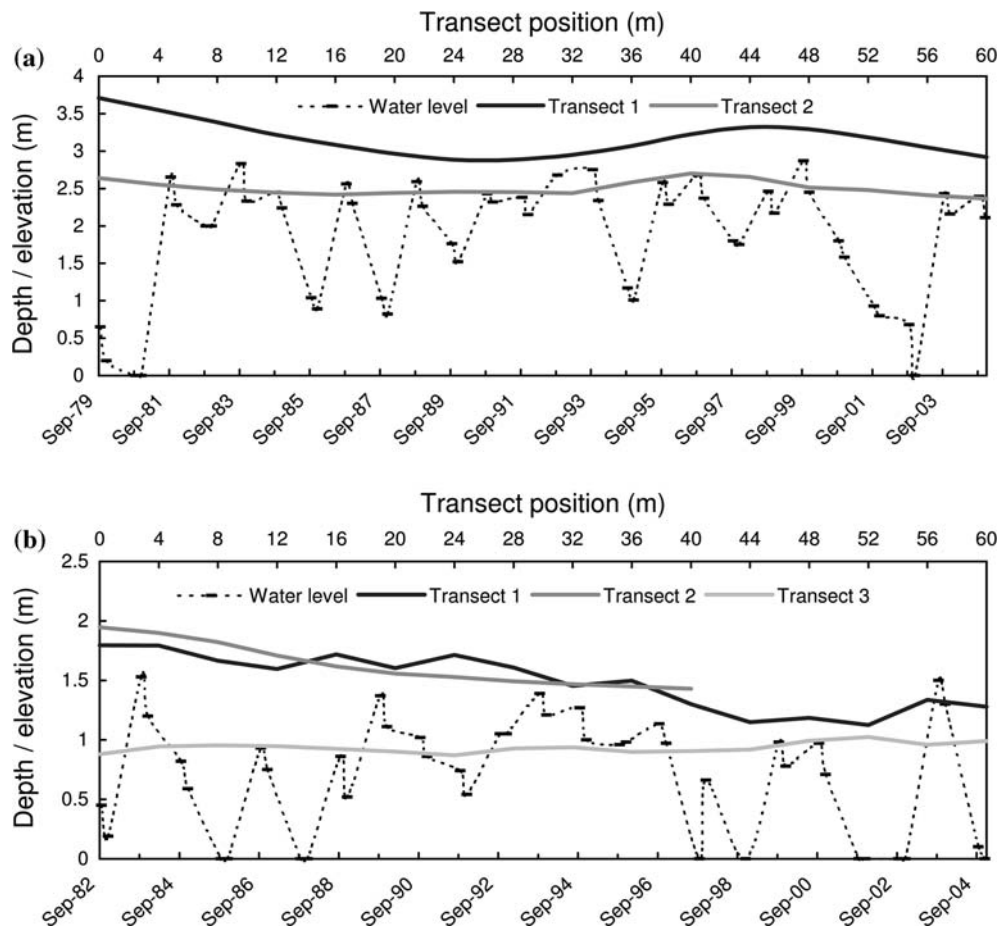 Transect position (m)
(a)
0 4 8 12 16 20 24 28 32 36 40 44 48 52 56 60
Water level Transect 1 Transect 2
Depth / elevation (m)
4
3.5
3
2.5
2
1.5
1
0.5
0
Sep-79 Sep-81 Sep-83 Sep-85 Sep-87 Sep-89 Sep-91 Sep-93 Sep-95 Sep-97 Sep-99 Sep-01 Sep-03
Transect position (m)
(b)
0 4 8 12 16 20 24 28 32 36 40 44 48 52 56 60
Water level Transect 1 Transect 2 Transect 3
Depth / elevation (m)
2.5
2
1.5
1
0.5
0
Sep-82 Sep-84 Sep-86 Sep-88 Sep-90 Sep-92 Sep-94 Sep-96 Sep-98 Sep-00 Sep-02 Sep-04